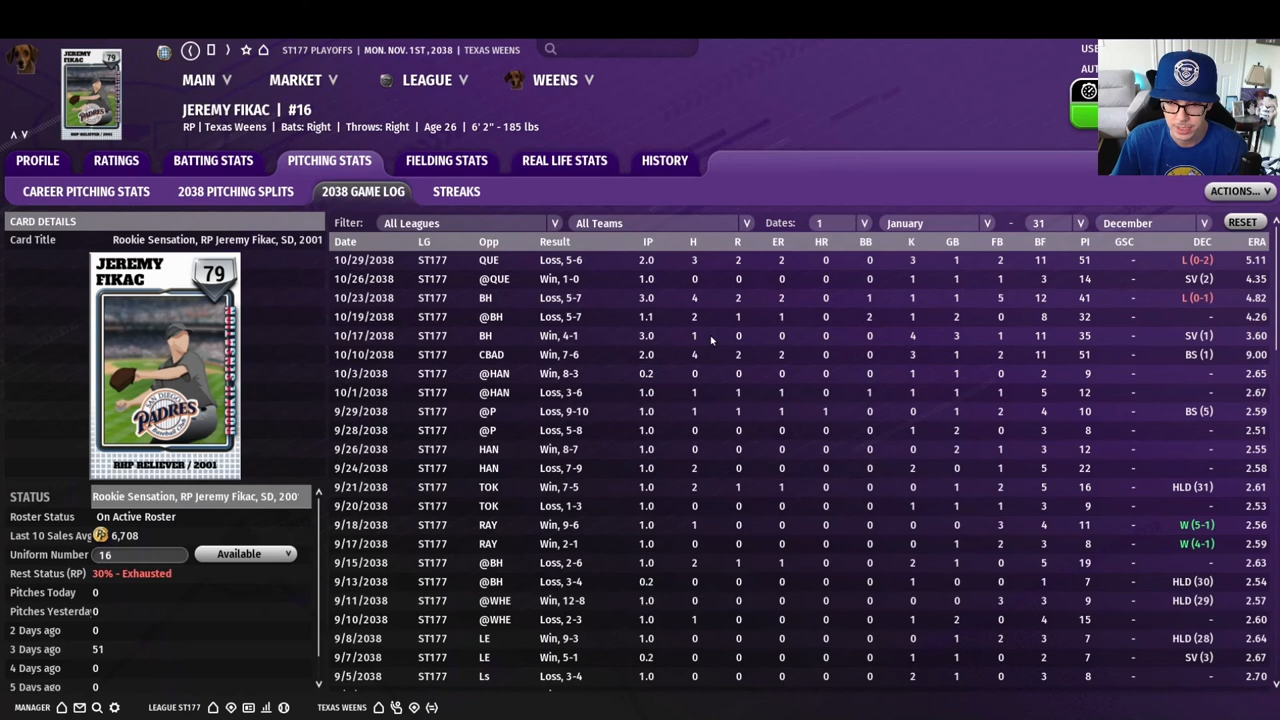 ST177 PLAYOFFS | MON. NOV. 1ST, 2038 | TEXAS WEENS
USE
AUT
MAIN MARKET LEAGUE WEENS
JEREMY FIKAC | #16
RP | Texas Weens | Bats: Right | Throws: Right | Age 26 | 6' 2" - 185 lbs
PROFILE RATINGS BATTING STATS PITCHING STATS FIELDING STATS REAL LIFE STATS HISTORY
CAREER PITCHING STATS 2038 PITCHING SPLITS 2038 GAME LOG STREAKS ACTIONS...
CARD DETAILS
Card Title Rookie Sensation, RP Jeremy Fikac, SD, 2001
JEREMY
FIKAC
79
ROOKIE SENSATION
SAN DIEGO
PADRES
BASEBALL CLUB
RHP RELIEVER / 2001
STATUS Rookie Sensation, RP Jeremy Fikac, SD, 200
Roster Status On Active Roster
Last 10 Sales Avg 6,708
Uniform Number 16 Available
Rest Status (RP) 30% - Exhausted
Pitches Today 0
Pitches Yesterday 0
2 Days ago 0
3 Days ago 51
4 Days ago 0
5 Days ago 0
Filter: All Leagues All Teams Dates: 1 January - 31 December RESET
Date LG Opp Result IP H R ER HR BB K GB FB BF PI GSC DEC ERA
10/29/2038 ST177 QUE Loss, 5-6 2.0 3 2 2 0 0 3 1 2 11 51 - L (0-2) 5.11
10/26/2038 ST177 @QUE Win, 1-0 1.0 0 0 0 0 0 1 1 1 3 14 - SV (2) 4.35
10/23/2038 ST177 BH Loss, 5-7 3.0 4 2 2 0 1 1 1 5 12 41 - L (0-1) 4.82
10/19/2038 ST177 @BH Loss, 5-7 1.1 2 1 1 0 2 1 2 0 8 32 - - 4.26
10/17/2038 ST177 BH Win, 4-1 3.0 1 0 0 0 0 4 3 1 11 35 - SV (1) 3.60
10/10/2038 ST177 CBAD Win, 7-6 2.0 4 2 2 0 0 3 1 2 11 51 - BS (1) 9.00
10/3/2038 ST177 @HAN Win, 8-3 0.2 0 0 0 0 0 1 1 0 2 9 - - 2.65
10/1/2038 ST177 @HAN Loss, 3-6 1.0 1 1 1 0 1 1 1 1 5 12 - - 2.67
9/29/2038 ST177 @P Loss, 9-10 1.0 1 1 1 1 0 0 1 2 4 10 - BS (5) 2.59
9/28/2038 ST177 @P Loss, 5-8 1.0 0 0 0 0 0 1 2 0 3 8 - - 2.51
9/26/2038 ST177 HAN Win, 8-7 1.0 0 0 0 0 0 0 2 1 3 12 - - 2.55
9/24/2038 ST177 HAN Loss, 7-9 1.0 2 0 0 0 0 2 0 1 5 22 - - 2.58
9/21/2038 ST177 TOK Win, 7-5 1.0 2 1 1 0 0 0 1 2 5 16 - HLD (31) 2.61
9/20/2038 ST177 TOK Loss, 1-3 1.0 0 0 0 0 0 1 1 1 3 9 - - 2.53
9/18/2038 ST177 RAY Win, 9-6 1.0 1 0 0 0 0 0 0 3 4 11 - W (5-1) 2.56
9/17/2038 ST177 RAY Win, 2-1 1.0 0 0 0 0 0 0 1 2 3 8 - W (4-1) 2.59
9/15/2038 ST177 @BH Loss, 2-6 1.0 2 1 1 0 0 2 1 0 5 19 - - 2.63
9/13/2038 ST177 @BH Loss, 3-4 0.2 0 0 0 0 0 1 0 0 1 7 - HLD (30) 2.54
9/11/2038 ST177 @WHE Win, 12-8 1.0 0 0 0 0 0 0 0 3 3 9 - HLD (29) 2.57
9/10/2038 ST177 @WHE Loss, 2-3 1.0 1 0 0 0 0 1 2 0 4 15 - - 2.60
9/8/2038 ST177 LE Win, 9-3 1.0 0 0 0 0 0 0 1 2 3 7 - HLD (28) 2.64
9/7/2038 ST177 LE Win, 5-1 0.2 0 0 0 0 0 1 1 0 2 7 - SV (3) 2.67
9/5/2038 ST177 Ls Loss, 3-4 1.0 0 0 0 0 0 2 1 0 3 8 - - 2.70
MANAGER LEAGUE ST177 TEXAS WEENS